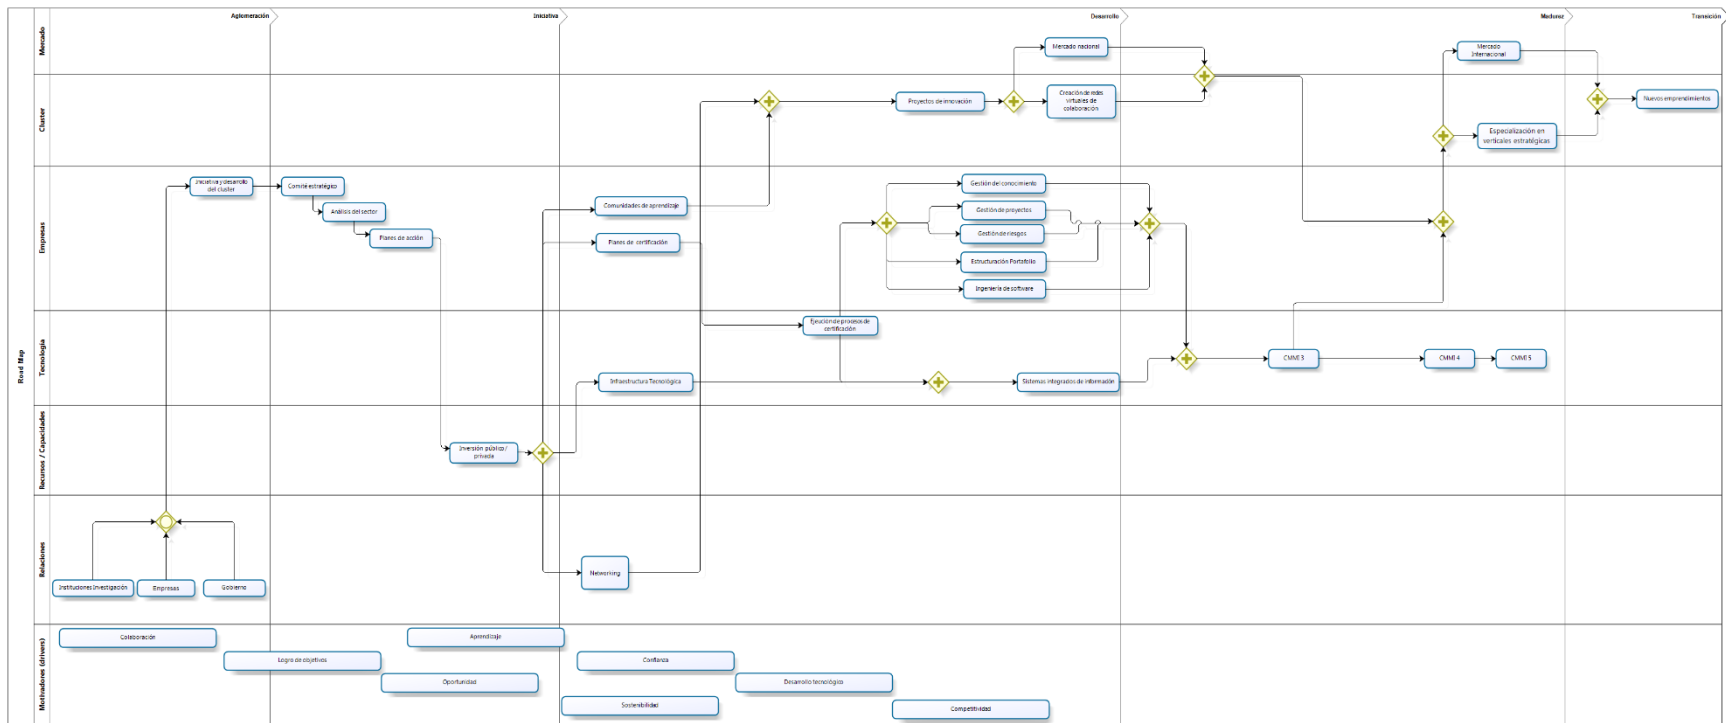 Aglomeración
Iniciativa
Desarrollo
Madurez
Transición
Road Map
Mercado
Mercado nacional
Mercado
Internacional
Cluster
Proyectos de innovación
Creación de redes
virtuales de
colaboración
Especialización en
verticales estratégicas
Nuevos emprendimientos
Empresas
Iniciativa y desarrollo
del cluster
Comité estratégico
Análisis del sector
Planes de acción
Comunidades de aprendizaje
Planes de certificación
Gestión del conocimiento
Gestión de proyectos
Gestión de riesgos
Estructuración Portafolio
Ingeniería de software
Tecnología
Ejecución de procesos de
certificación
Infraestructura Tecnológica
Sistemas integrados de información
CMMI 3
CMMI 4
CMMI 5
Recursos / Capacidades
Inversión público /
privada
Relaciones
Instituciones Investigación
Empresas
Gobierno
Networking
Motivadores (drivers)
Colaboración
Aprendizaje
Logro de objetivos
Confianza
Oportunidad
Desarrollo tecnológico
Sostenibilidad
Competitividad